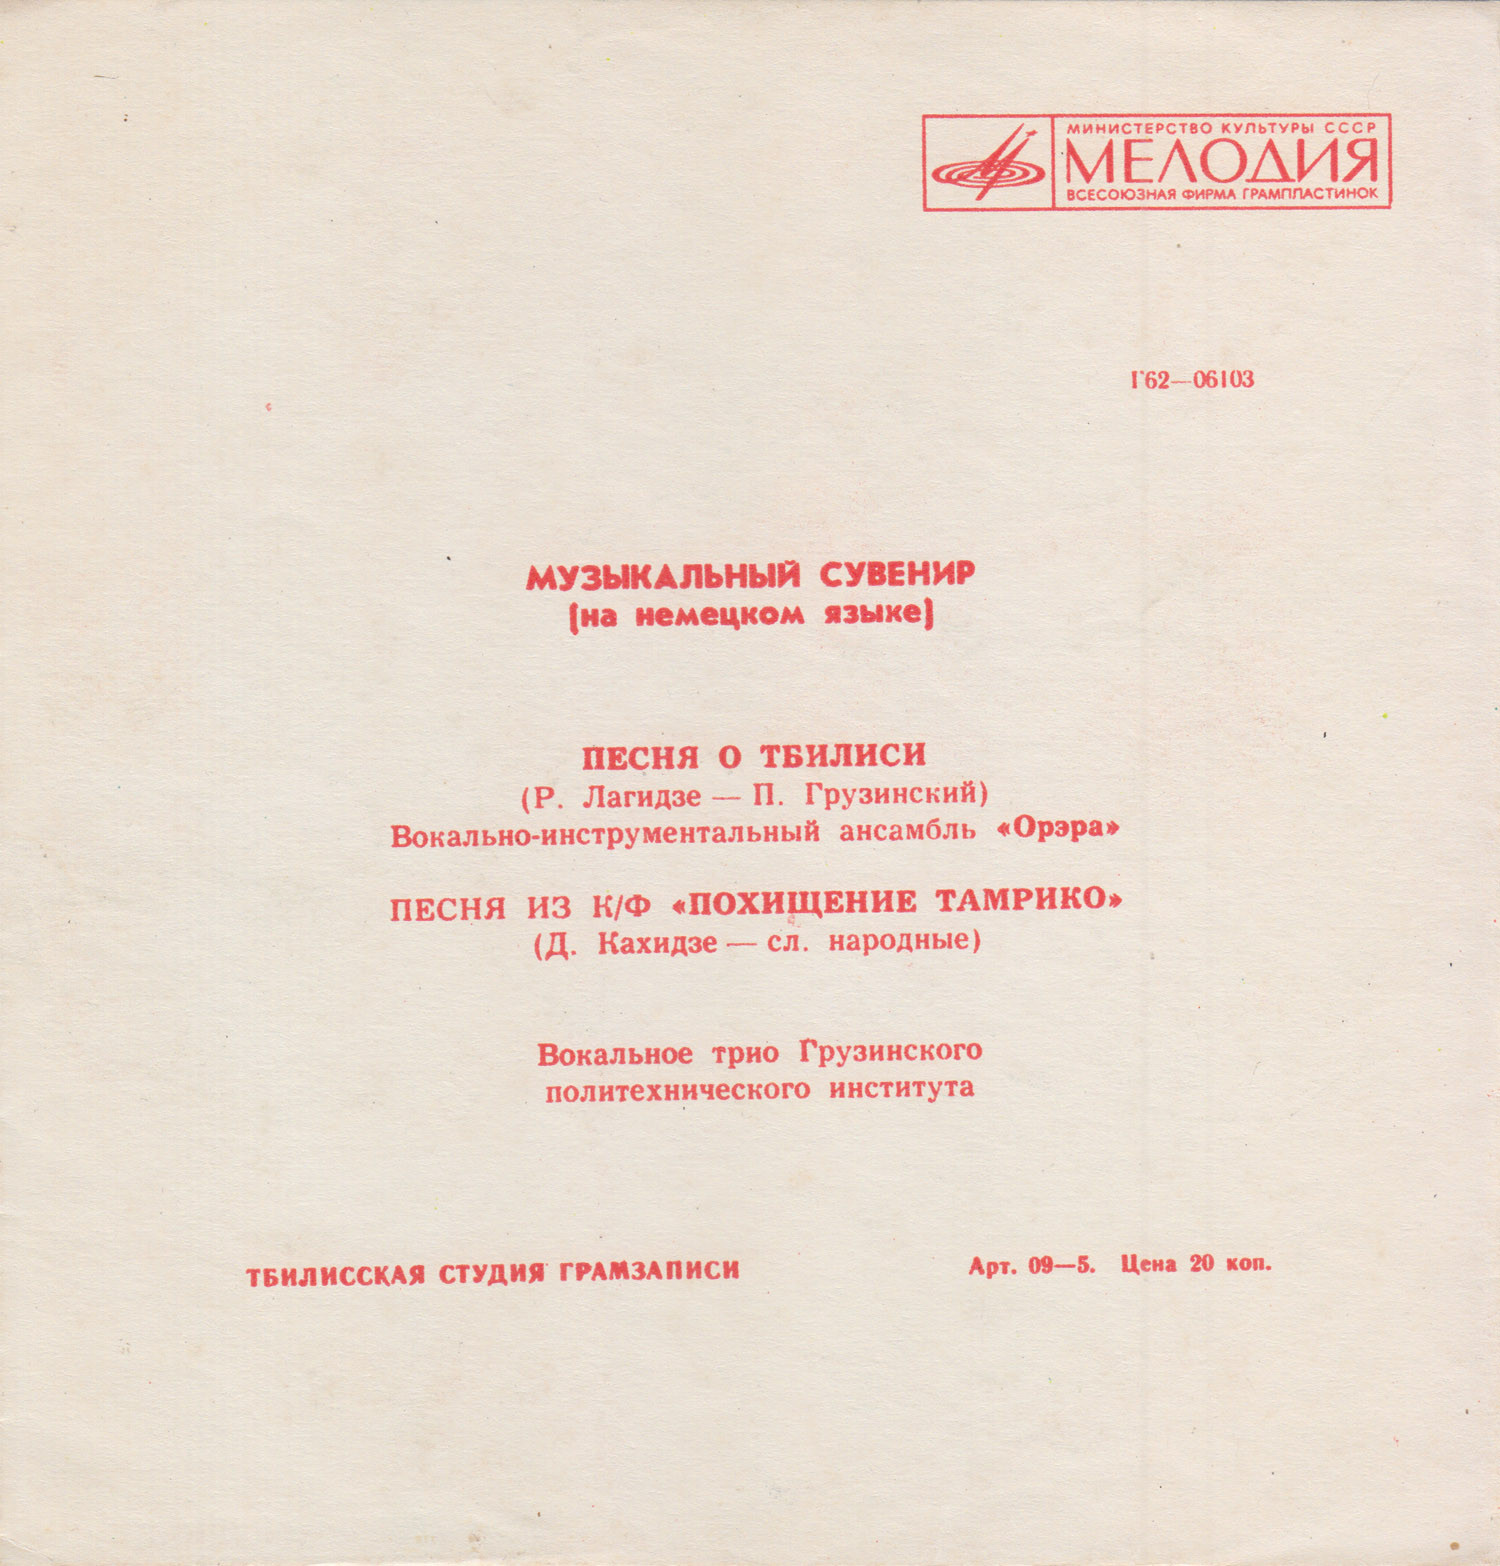 МИНИСТЕРСТВО КУЛЬТУРЫ СССР
МЕЛОДИЯ
ВСЕСОЮЗНАЯ ФИРМА ГРАМПЛАСТИНОК
Г62—06103
МУЗЫКАЛЬНЫЙ СУВЕНИР
(на немецком языке)
ПЕСНЯ О ТБИЛИСИ
(Р. Лагидзе — П. Грузинский)
Вокально-инструментальный ансамбль «Орэра»
ПЕСНЯ ИЗ К/Ф «ПОХИЩЕНИЕ ТАМРИКО»
(Д. Кахидзе — сл. народные)
Вокальное трио Грузинского
политехнического института
ТБИЛИССКАЯ СТУДИЯ ГРАМЗАПИСИ
Арт. 09—5. Цена 20 коп.